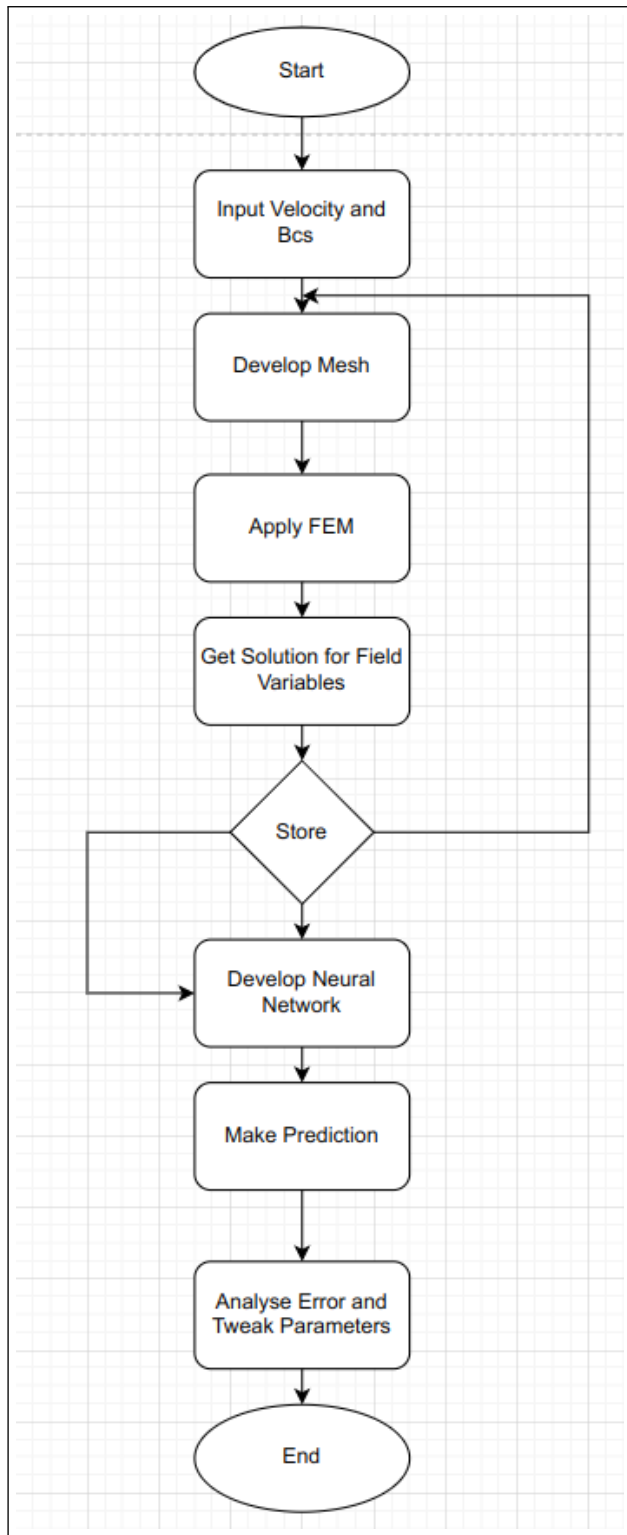 Start
Input Velocity and
Bcs
Develop Mesh
Apply FEM
Get Solution for Field
Variables
Store
Develop Neural
Network
Make Prediction
Analyse Error and
Tweak Parameters
End